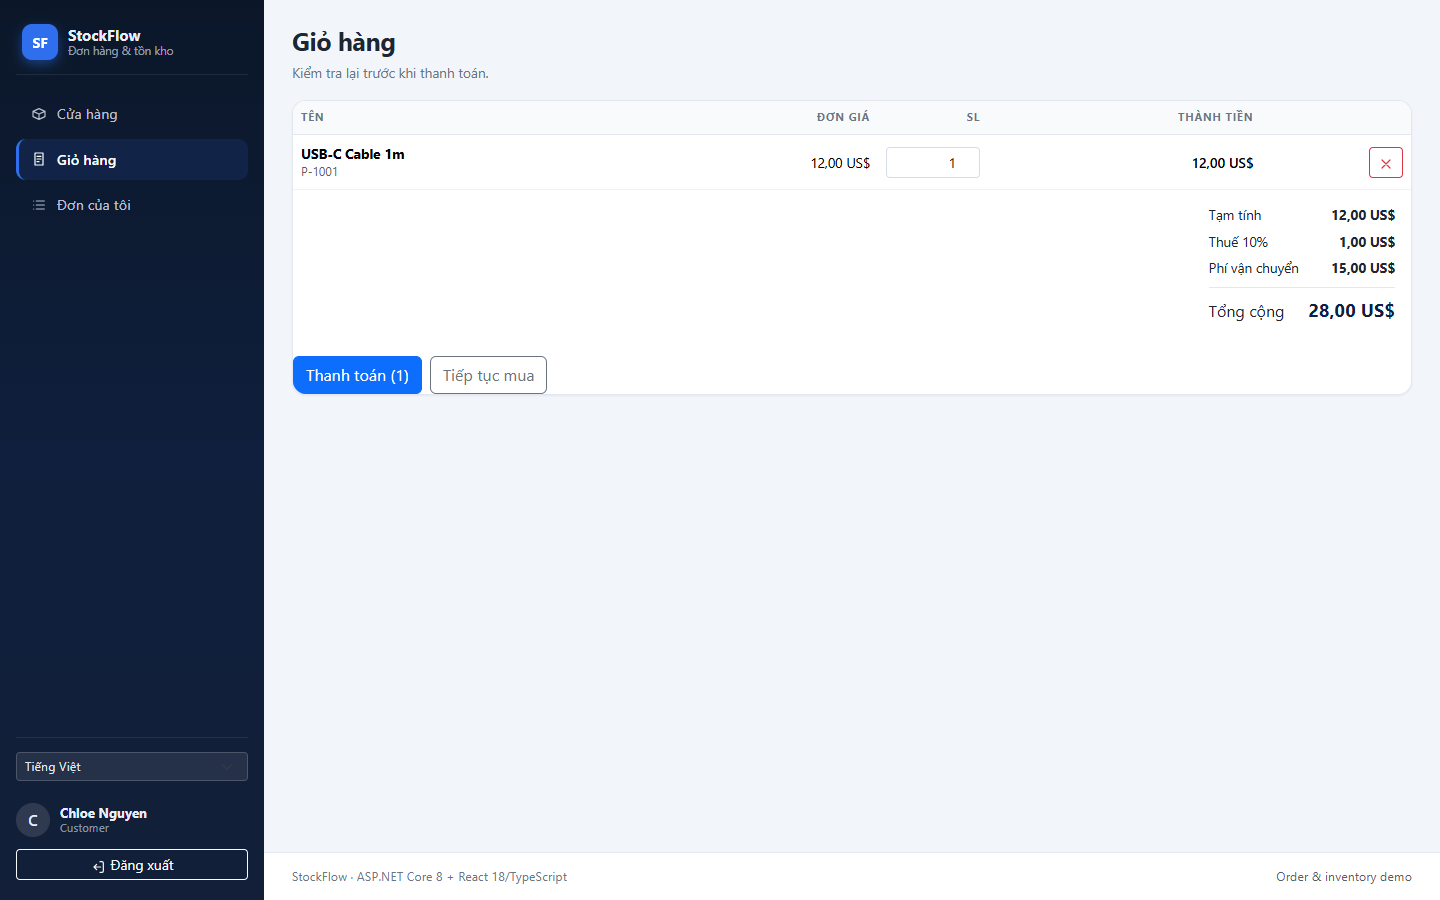 SF
StockFlow
Đơn hàng & tồn kho
Cửa hàng
Giỏ hàng
Đơn của tôi
Tiếng Việt
C
Chloe Nguyen
Customer
Đăng xuất
Giỏ hàng
Kiểm tra lại trước khi thanh toán.
TÊN ĐƠN GIÁ SL THÀNH TIỀN
USB-C Cable 1m
P-1001
12,00 US$ 1 12,00 US$
Tạm tính 12,00 US$
Thuế 10% 1,00 US$
Phí vận chuyển 15,00 US$
Tổng cộng 28,00 US$
Thanh toán (1) Tiếp tục mua
StockFlow · ASP.NET Core 8 + React 18/TypeScript
Order & inventory demo